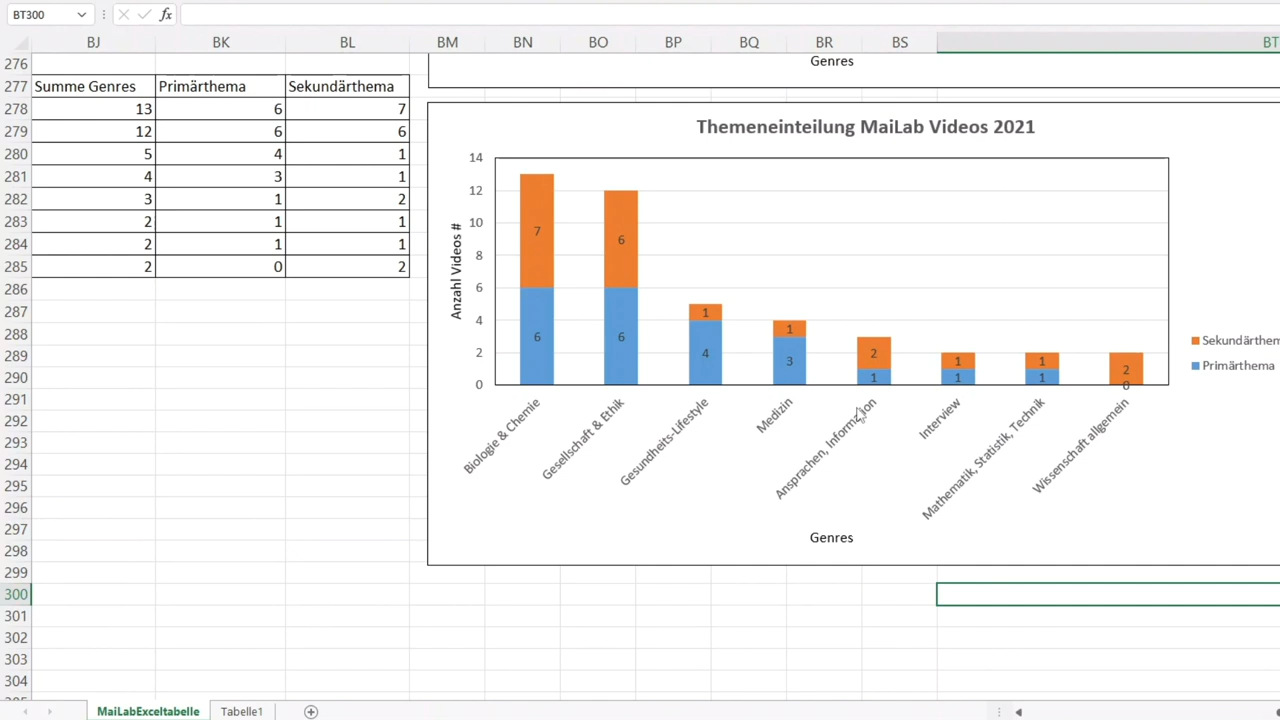 BT300
fx
BJ BK BL BM BN BO BP BQ BR BS BT
276
277 Summe Genres Primärthema Sekundärthema
278 13 6 7
279 12 6 6
280 5 4 1
281 4 3 1
282 3 1 2
283 2 1 1
284 2 1 1
285 2 0 2
286
287
288
289
290
291
292
293
294
295
296
297
298
299
300
301
302
303
304
Genres
Themeneinteilung MaiLab Videos 2021
Anzahl Videos #
14
12
10
8
6
4
2
0
7 6 1 1 2 1 1 2
6 6 4 3 1 1 1 0
Sekundärthem
Primärthema
Biologie & Chemie
Gesellschaft & Ethik
Gesundheits-Lifestyle
Medizin
Ansprachen,
Interview
Mathematik, Statistik, Technik
Wissenschaft allgemein
Genres
MaiLabExceltabelle Tabelle1